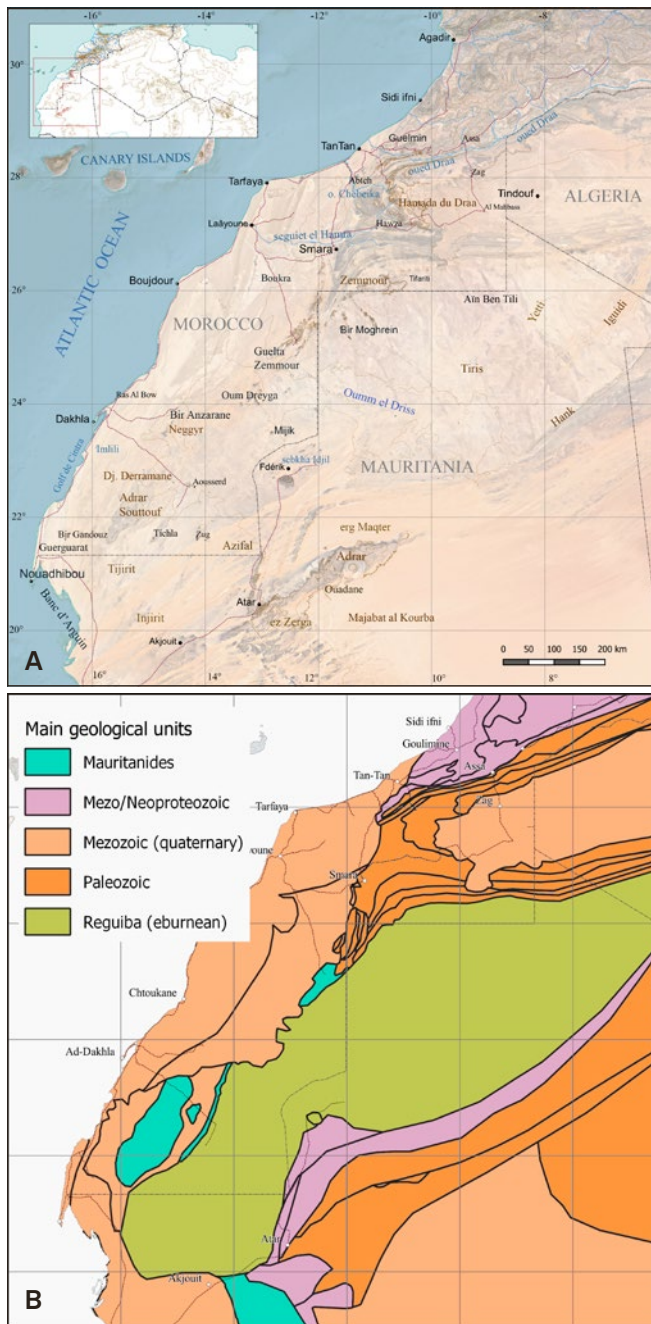 -16
-14
-12
-10
-8
Agadir
30°
Sidi ifni
Guelmin
Assa
oued Draa
TanTan
CANARY ISLANDS
oued Draa
Zag
Abteh
28°
Tarfaya
o. Chebeika
Tindouf
ALGERIA
Hamada du Draa
Al Mahbass
Laâyoune
Hawza
seguiet el Hamra
Smara
ATLANTIC OCEAN
Boujdour
Boukra
Zemmour
Tifariti
26°
Aïn Ben Tili
Yetti
Iguidi
MOROCCO
Bir Moghrein
Guelta
Zemmour
Tiris
Ras Al Bow
Oum Dreyga
Oumm el Driss
24°
Dakhla
Bir Anzarane
Hank
Neggyr
Mijik
Golf de Cintra
Imlili
sebkha Idjil
Fdérik
MAURITANIA
Dj. Derramane
Aousserd
Adrar
Souttouf
22°
erg Maqter
Bir Gandouz
Tichla
Zug
Azifal
Guerguarat
Adrar
Nouadhibou
Tijirit
Ouadane
Banc d'Arguin
Atar
Injirit
Majabat al Kourba
ez Zerga
20°
Akjouit
0 50 100 150 200 km
A
16°
14°
-12°
-10°
-8°
Main geological units
Mauritanides
Mezo/Neoproteozoic
Mezozoic (quaternary)
Paleozoic
Reguiba (eburnean)
Sidi ifni
Goulimine
Assa
Tan-Tan
Zag
Tarfaya
oune
Smara
Chtoukane
Ad-Dakhla
Atar
Akjouit
B